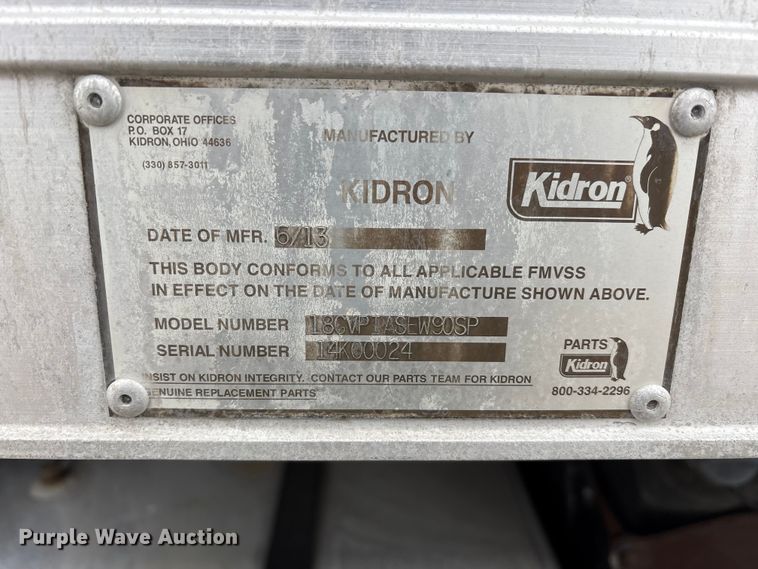 CORPORATE OFFICES
P.O. BOX 17
KIDRON, OHIO 44636
(330) 857-3011
MANUFACTURED BY
KIDRON
Kidron®
DATE OF MFR. 6/13
THIS BODY CONFORMS TO ALL APPLICABLE FMVSS
IN EFFECT ON THE DATE OF MANUFACTURE SHOWN ABOVE.
MODEL NUMBER
SERIAL NUMBER 14K00024
PARTS
Kidron
800-334-2296
INSIST ON KIDRON INTEGRITY. CONTACT OUR PARTS TEAM FOR KIDRON
GENUINE REPLACEMENT PARTS
Purple Wave Auction